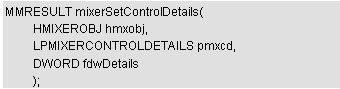 MMRESULT mixerSetControlDetails(
HMIXEROBJ hmxobj,
LPMIXERCONTROLDETAILS pmxcd,
DWORD fdwDetails
);